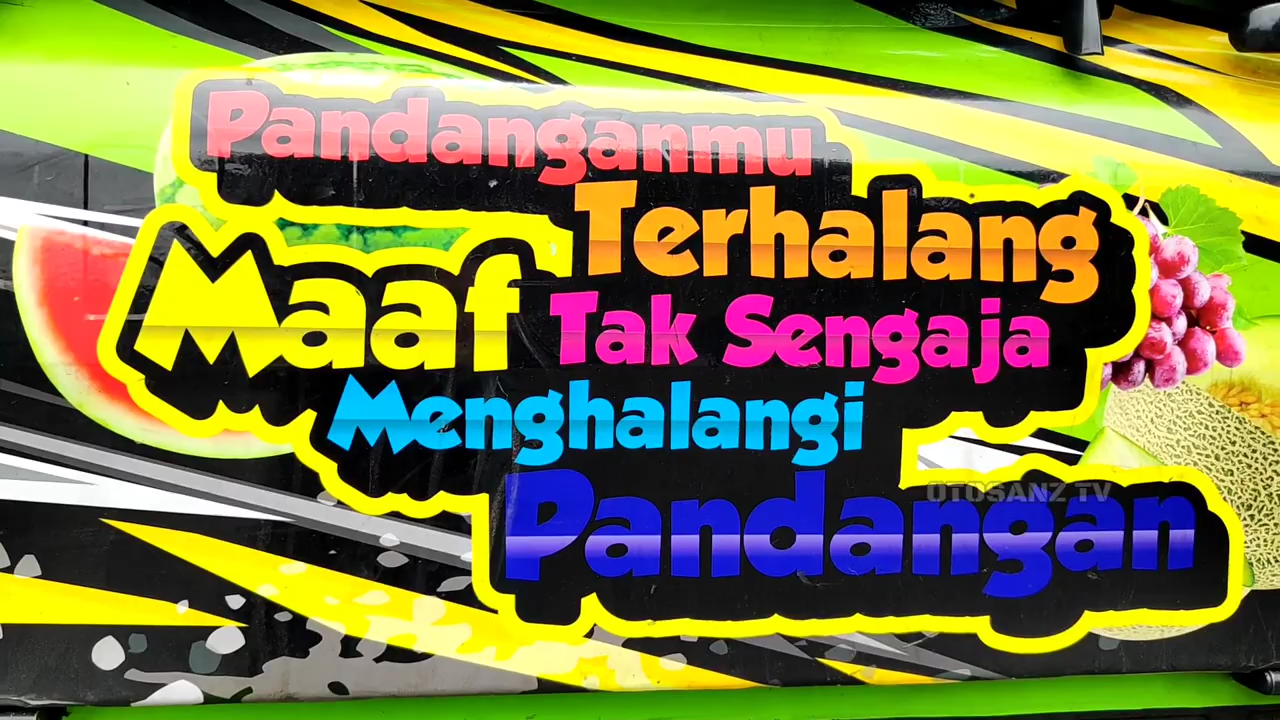 Pandanganmu
Terhalang
Maaf Tak Sengaja
Menghalangi
Pandangan
OTOSANZ TV